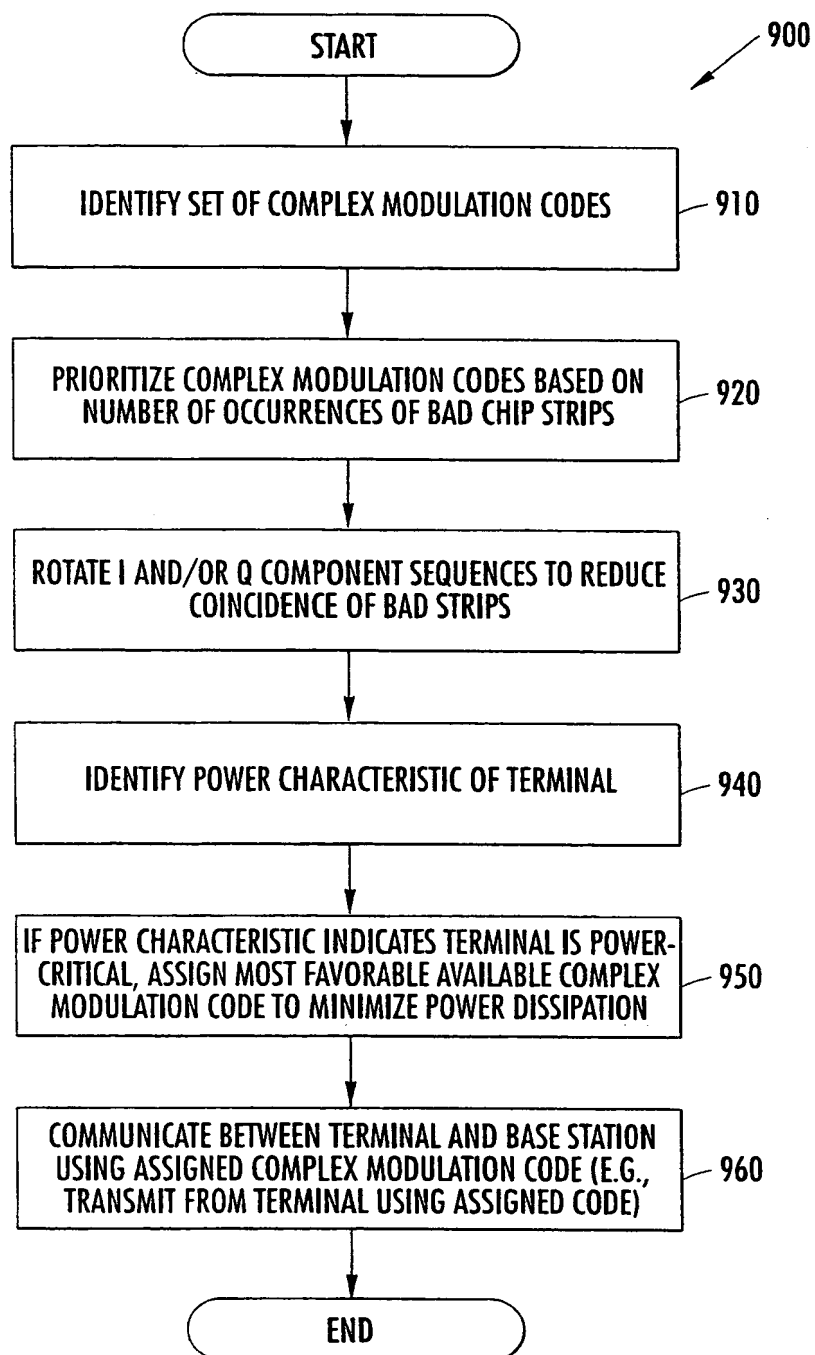 START
900
IDENTIFY SET OF COMPLEX MODULATION CODES
910
PRIORITIZE COMPLEX MODULATION CODES BASED ON
NUMBER OF OCCURRENCES OF BAD CHIP STRIPS
920
ROTATE I AND/OR Q COMPONENT SEQUENCES TO REDUCE
COINCIDENCE OF BAD STRIPS
930
IDENTIFY POWER CHARACTERISTIC OF TERMINAL
940
IF POWER CHARACTERISTIC INDICATES TERMINAL IS POWER-
CRITICAL, ASSIGN MOST FAVORABLE AVAILABLE COMPLEX
MODULATION CODE TO MINIMIZE POWER DISSIPATION
950
COMMUNICATE BETWEEN TERMINAL AND BASE STATION
USING ASSIGNED COMPLEX MODULATION CODE (E.G.,
TRANSMIT FROM TERMINAL USING ASSIGNED CODE)
960
END